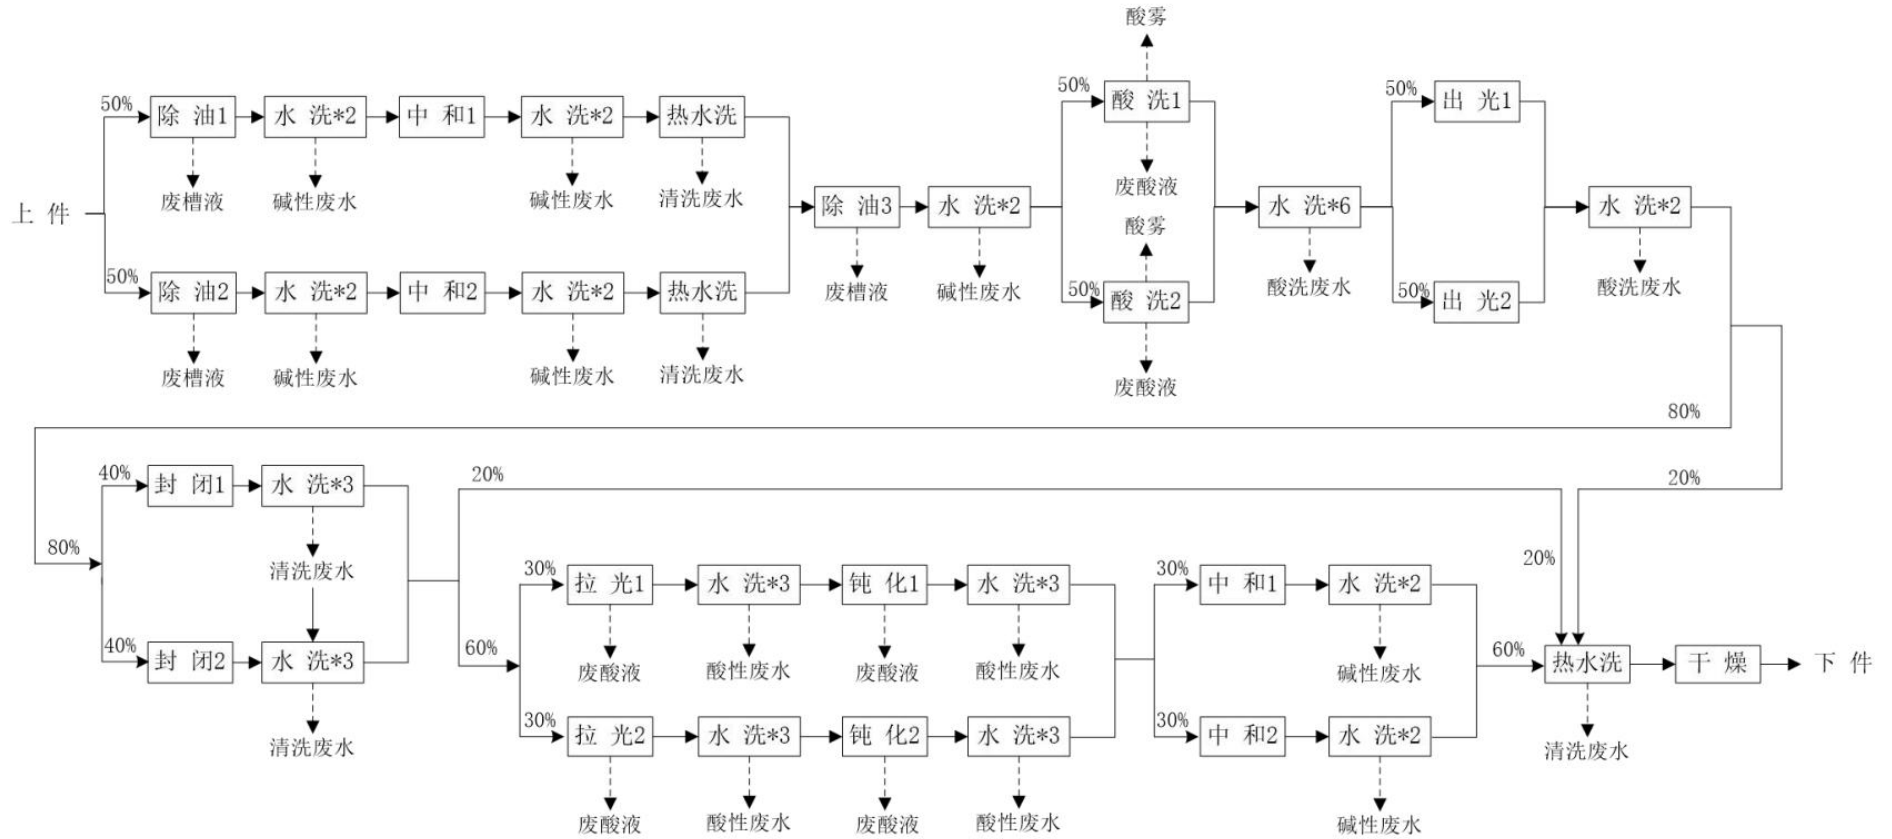 酸雾
50% 除 油1 水 洗*2 中 和1 水 洗*2 热水洗 50% 酸 洗1 50% 出 光1
废槽液 碱性废水 碱性废水 清洗废水 废酸液
上 件 除 油3 水 洗*2 酸雾 水 洗*6 水 洗*2
50% 除 油2 水 洗*2 中 和2 水 洗*2 热水洗 废槽液 碱性废水 50% 酸 洗2 酸洗废水 50% 出 光2 酸洗废水
废槽液 碱性废水 碱性废水 清洗废水 废酸液
80%
40% 封 闭1 水 洗*3 20% 20%
80% 清洗废水 20%
30% 拉 光1 水 洗*3 钝 化1 水 洗*3 30% 中 和1 水 洗*2
40% 封 闭2 水 洗*3 60% 废酸液 酸性废水 废酸液 酸性废水 碱性废水 60% 热水洗 干 燥 下 件
30% 拉 光2 水 洗*3 钝 化2 水 洗*3 30% 中 和2 水 洗*2
清洗废水 清洗废水
废酸液 酸性废水 废酸液 酸性废水 碱性废水